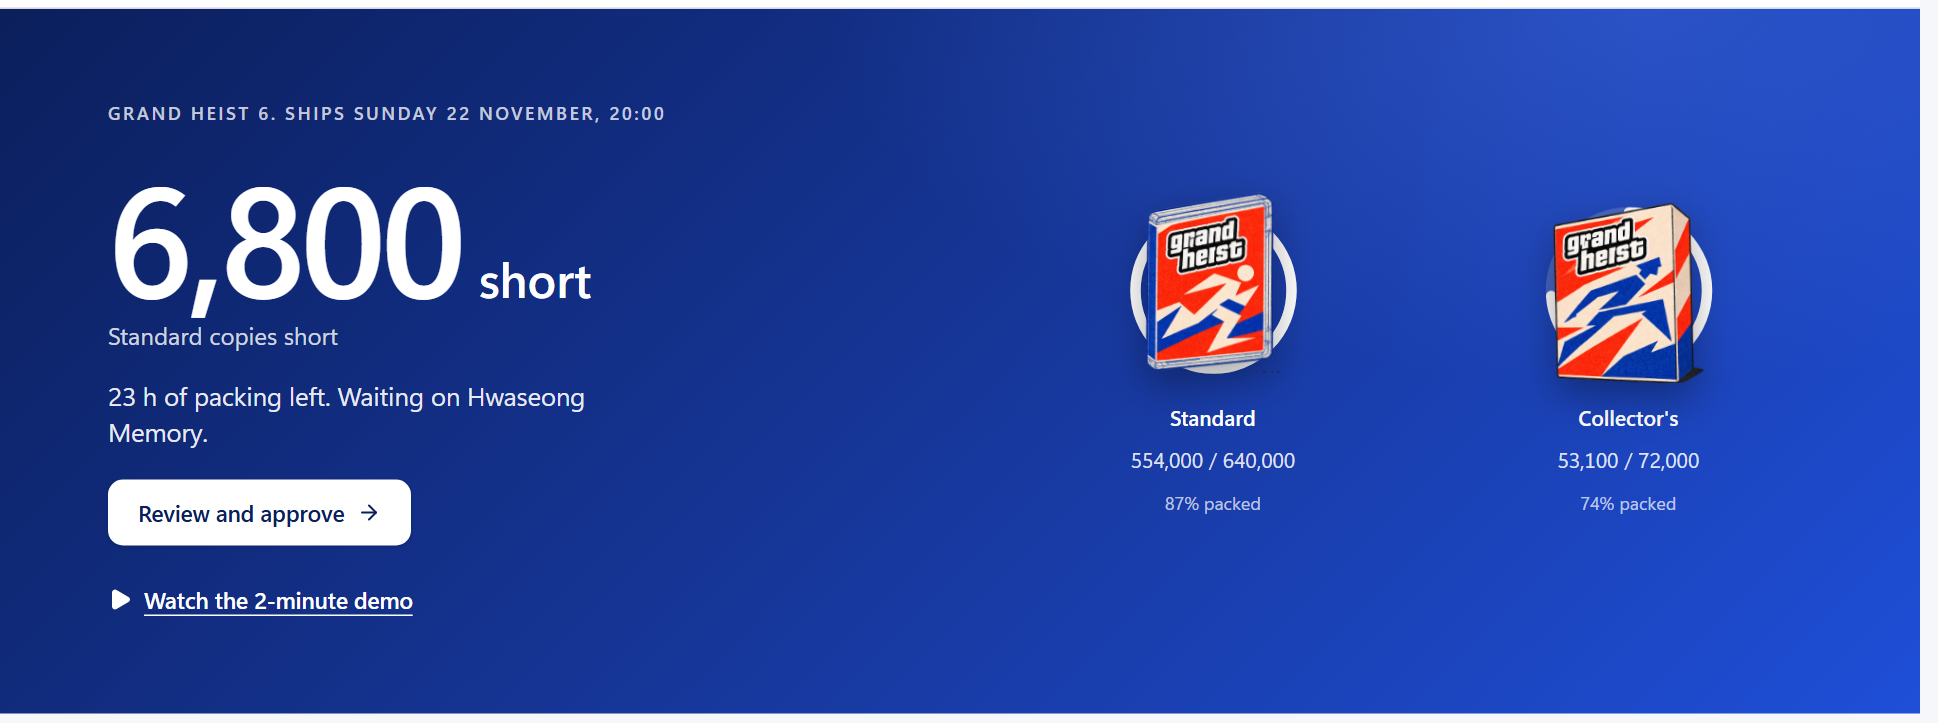 GRAND HEIST 6. SHIPS SUNDAY 22 NOVEMBER, 20:00
6,800 short
Standard copies short
23 h of packing left. Waiting on Hwaseong
Memory.
Review and approve
Watch the 2-minute demo
grand
heist
Standard
554,000 / 640,000
87% packed
grand
heist
Collector's
53,100 / 72,000
74% packed